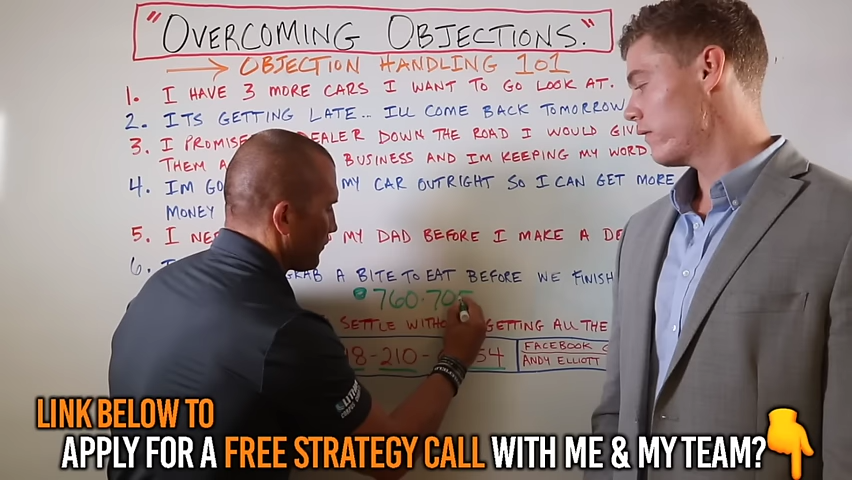 "OVERCOMING OBJECTIONS."
→ OBJECTION HANDLING 101
1. I HAVE 3 MORE CARS I WANT TO GO LOOK AT.
2. ITS GETTING LATE... ILL COME BACK TOMORROW
3. I PROMISE DEALER DOWN THE ROAD I WOULD GIV
THEM A BUSINESS AND IM KEEPING MY WORD
4. IM GO MY CAR OUTRIGHT SO I CAN GET MORE
MONEY
5. I NE MY DAD BEFORE I MAKE A DE
6. GRAB A BITE TO EAT BEFORE WE FINISH
760.705
SETTLE WITHO GETTING ALL THE
8-210- 54
FACEBOOK
ANDY ELLIOTT
LINK BELOW TO
APPLY FOR A FREE STRATEGY CALL WITH ME & MY TEAM?